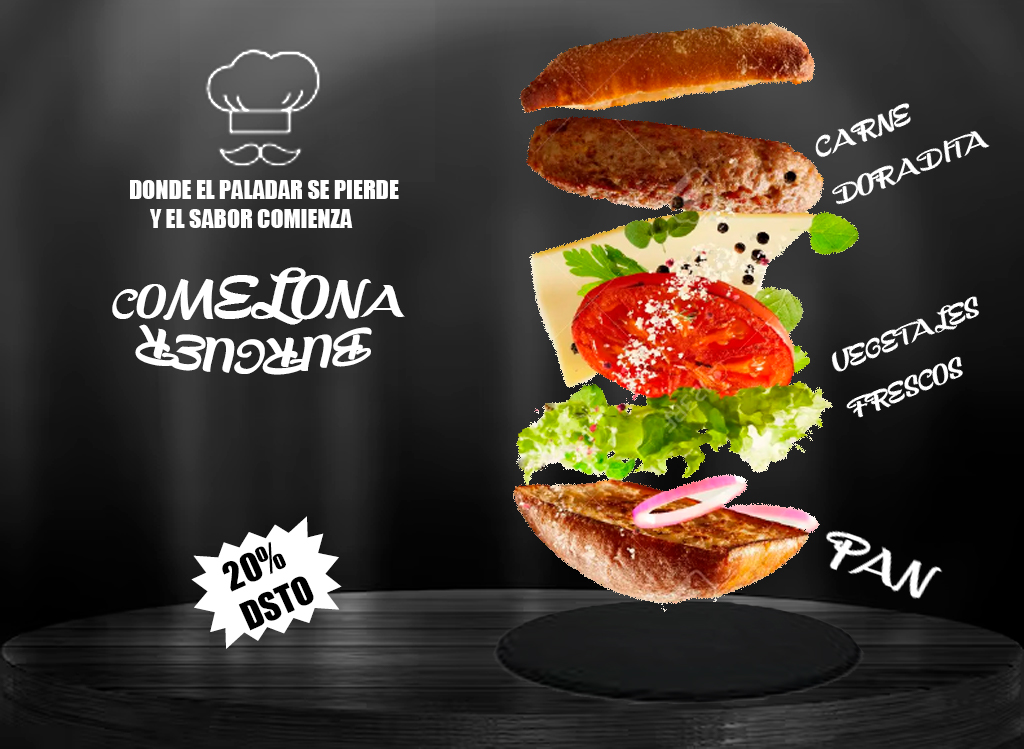 DONDE EL PALADAR SE PIERDE
Y EL SABOR COMIENZA
COMELONA
BURGUER
20%
DSTO
CARNE
DORADITA
VEGETALES
FRESCOS
PAN